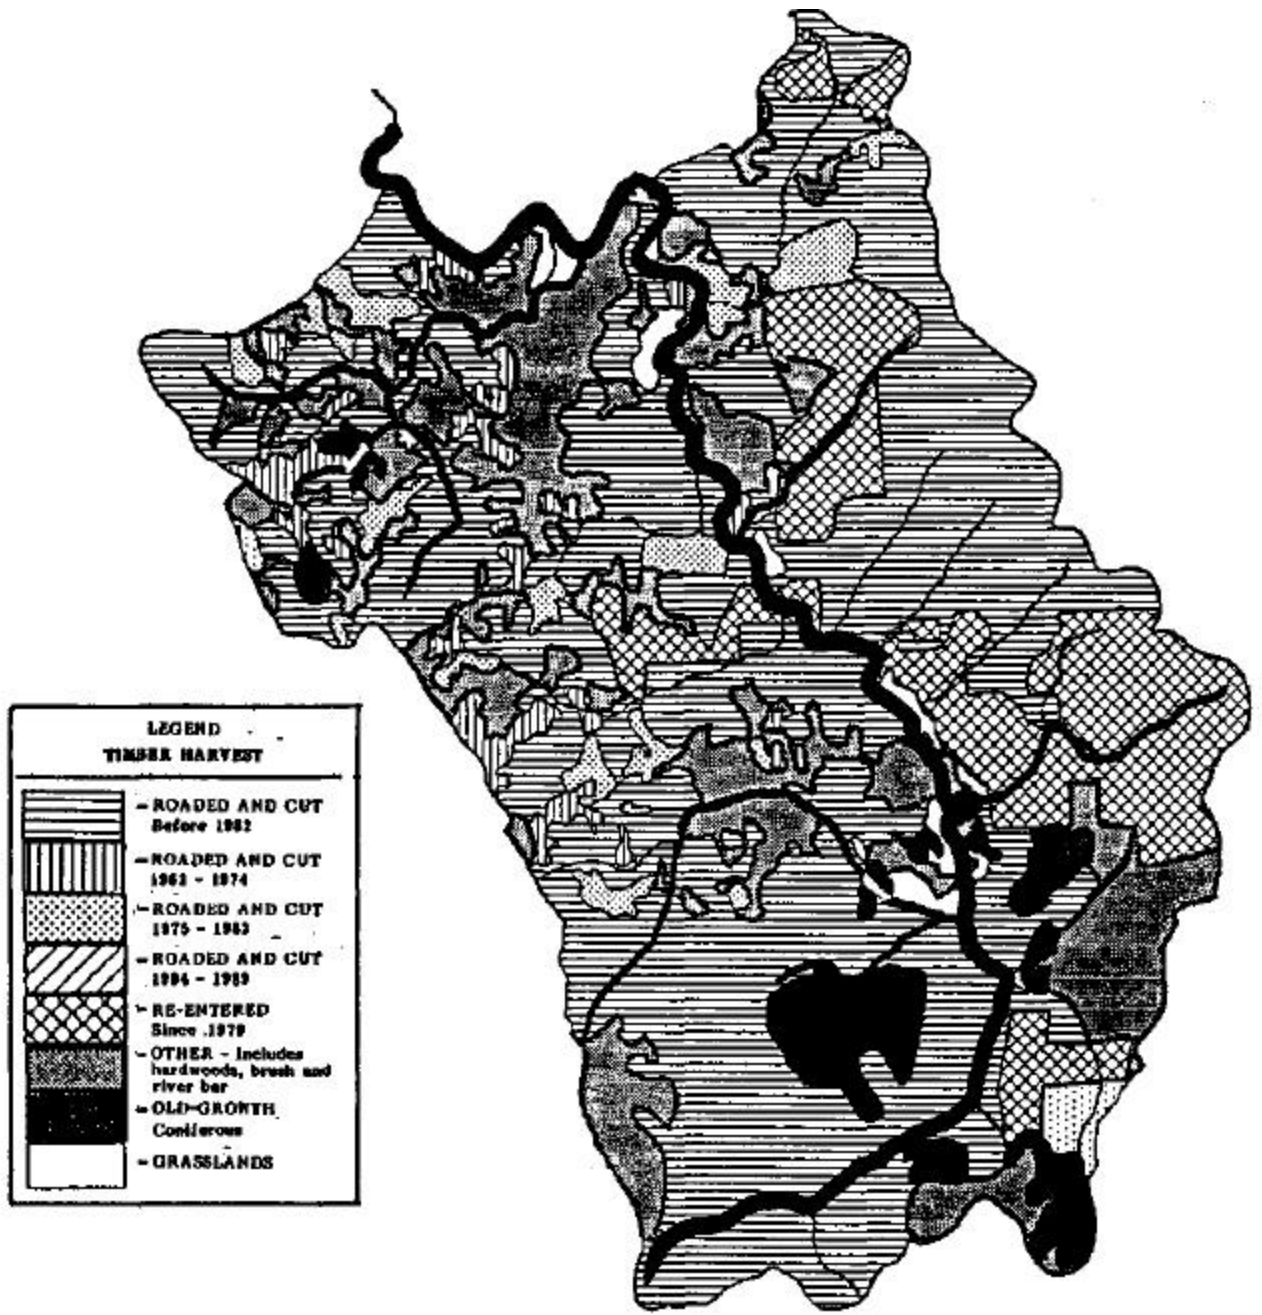 LEGEND
TIMBER HARVEST
- ROADED AND CUT
Before 1962
- ROADED AND CUT
1963 - 1974
- ROADED AND CUT
1975 - 1983
- ROADED AND CUT
1984 - 1989
- RE-ENTERED
Since 1979
- OTHER - Includes
hardwoods, brush and
river bar
- OLD-GROWTH
Coniferous
- GRASSLANDS